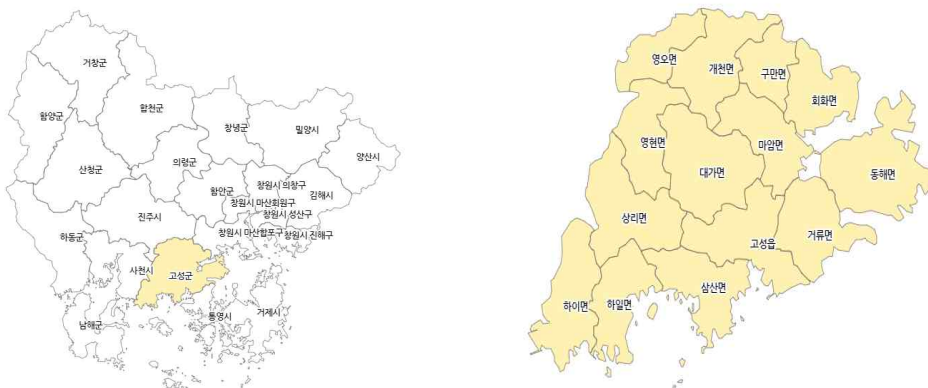 거창군
함양군
합천군
창녕군
밀양시
양산시
산청군
의령군
함안군
창원시 의창구
김해시
창원시 마산회원구
창원시 성산구
진주시
창원시 마산합포구
창원시 진해구
하동군
사천시
고성군
남해군
통영시
거제시
영오면
개천면
구만면
회화면
영현면
대가면
마암면
동해면
상리면
고성읍
거류면
하이면
하일면
삼산면